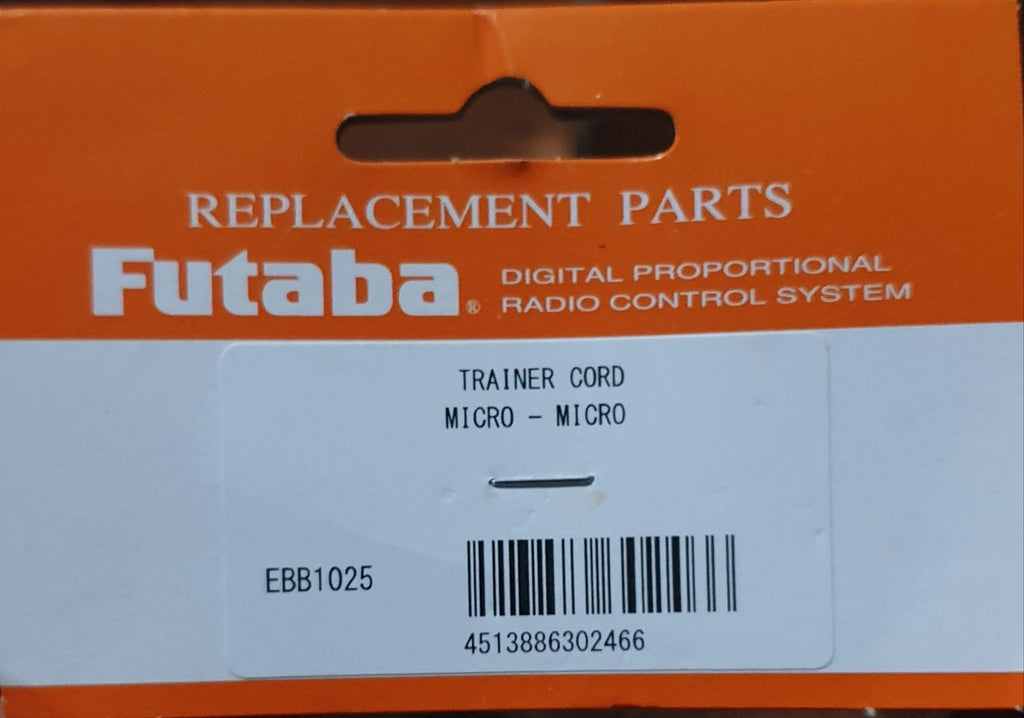 REPLACEMENT PARTS
Futaba®
DIGITAL PROPORTIONAL
RADIO CONTROL SYSTEM
TRAINER CORD
MICRO - MICRO
EBB1025
4513886302466